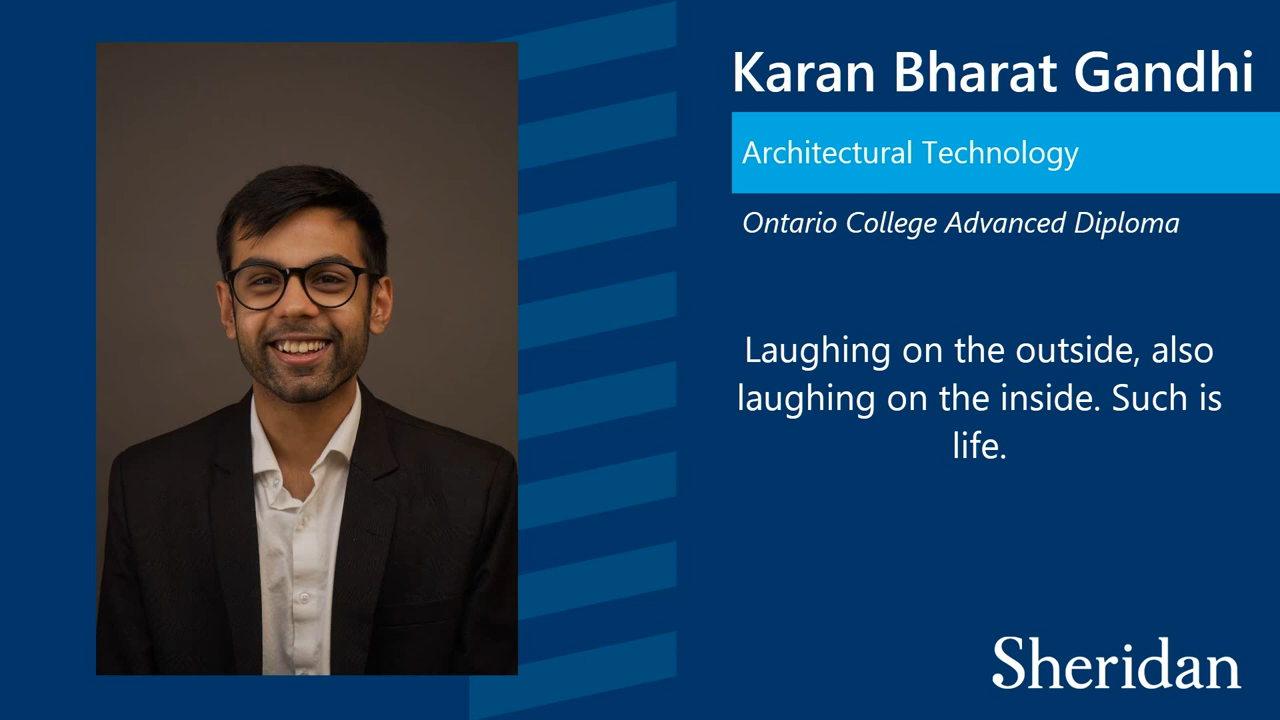 Karan Bharat Gandhi
Architectural Technology
Ontario College Advanced Diploma
Laughing on the outside, also
laughing on the inside. Such is
life.
Sheridan